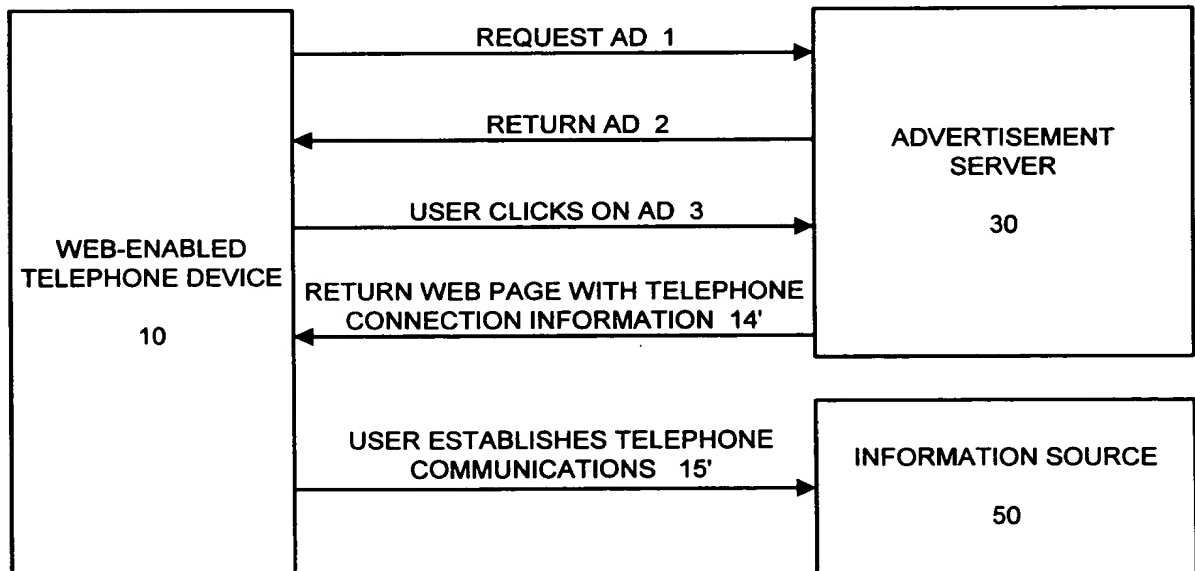 REQUEST AD 1
RETURN AD 2
USER CLICKS ON AD 3
RETURN WEB PAGE WITH TELEPHONE
CONNECTION INFORMATION 14'
USER ESTABLISHES TELEPHONE
COMMUNICATIONS 15'
WEB-ENABLED
TELEPHONE DEVICE
10
ADVERTISEMENT
SERVER
30
INFORMATION SOURCE
50